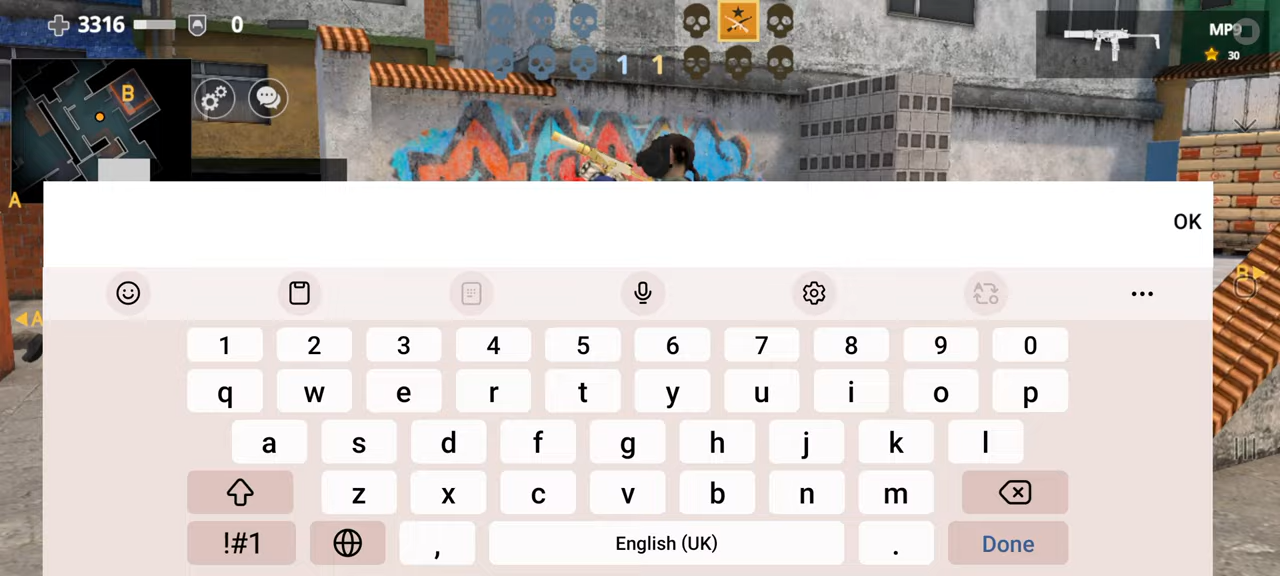 3316 0
1 1
MP9
30
B
A
OK
A
B
1 2 3 4 5 6 7 8 9 0
q w e r t y u i o p
a s d f g h j k l
z x c v b n m
!#1 , English (UK) . Done